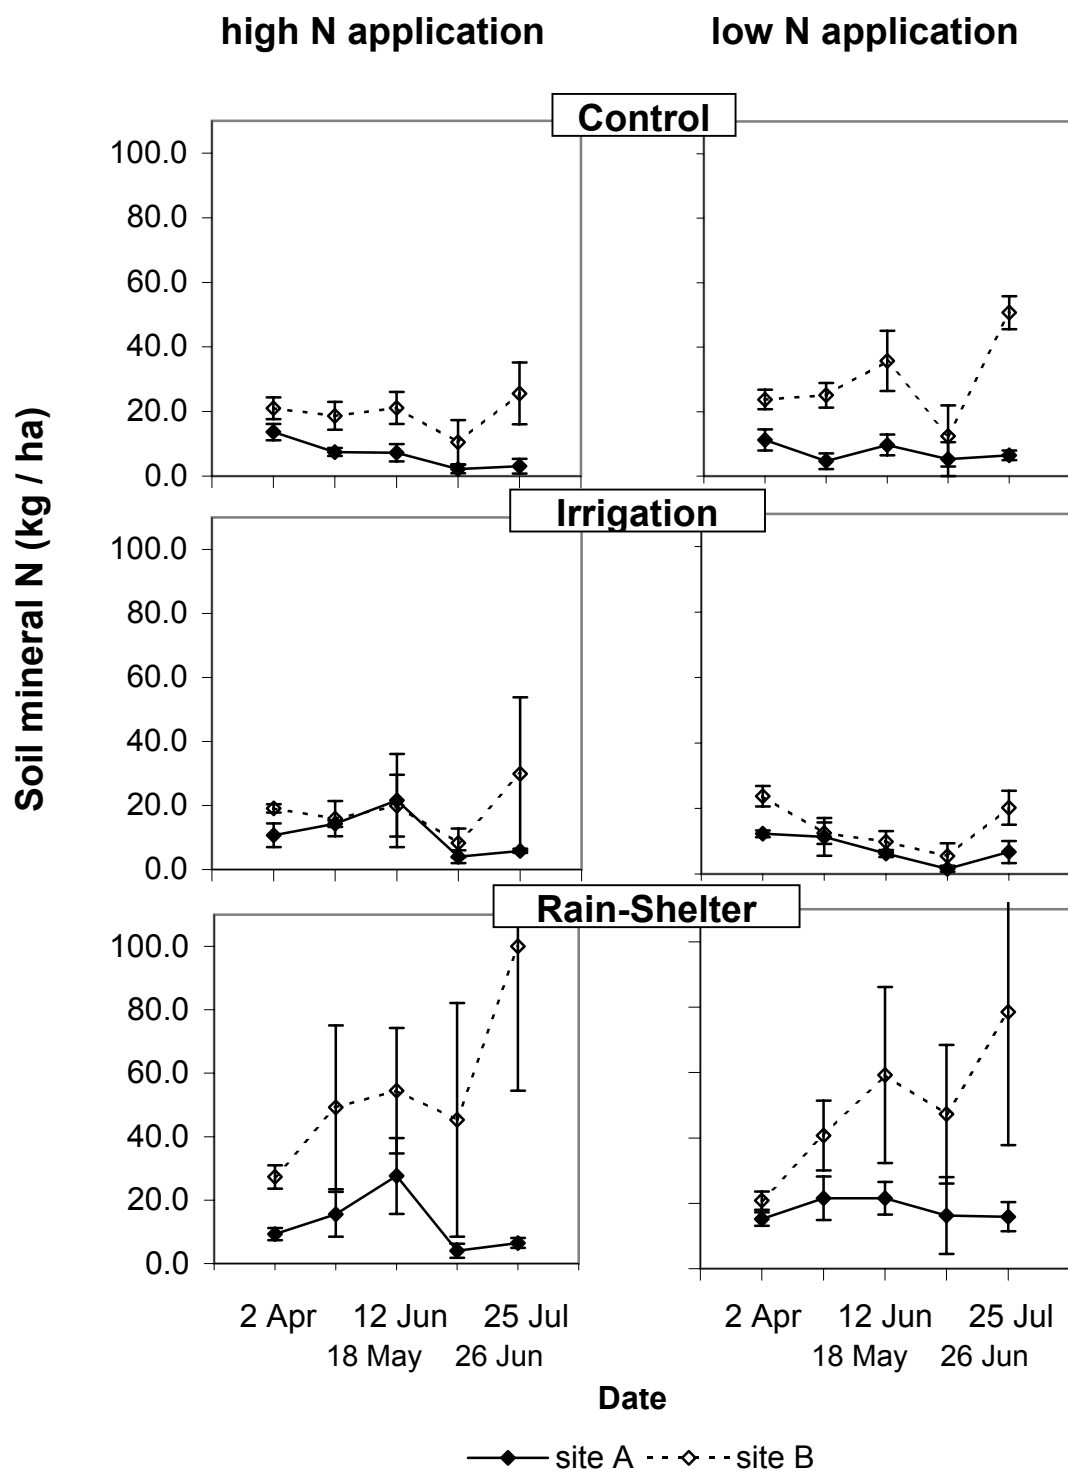 high N application low N application
Control
100.0
80.0
60.0
40.0
20.0
0.0
Irrigation
100.0
80.0
60.0
40.0
20.0
0.0
Rain-Shelter
100.0
80.0
60.0
40.0
20.0
0.0
Soil mineral N (kg / ha)
2 Apr 12 Jun 25 Jul 2 Apr 12 Jun 25 Jul
18 May 26 Jun 18 May 26 Jun
Date
site A site B